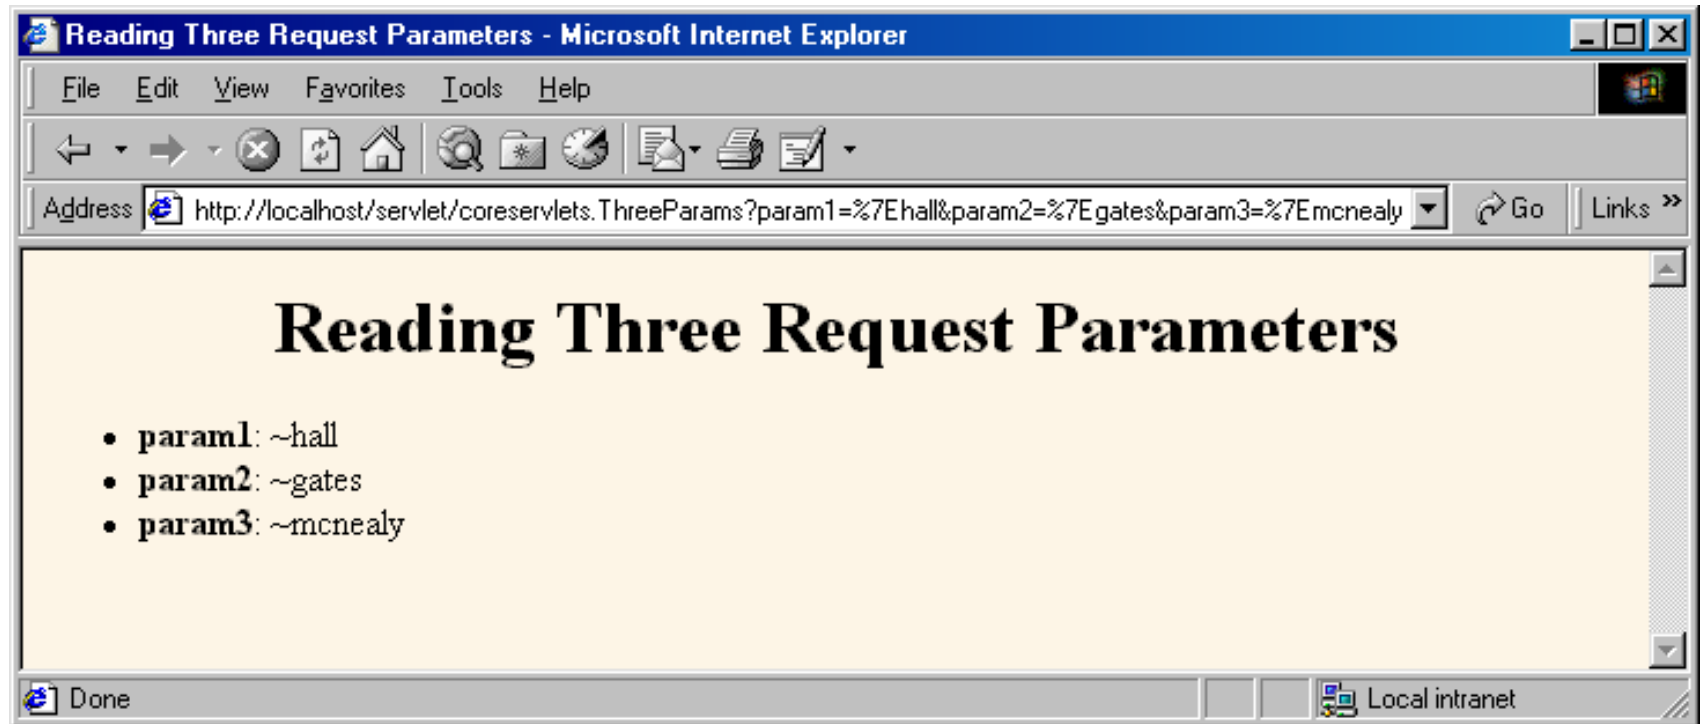 Reading Three Request Parameters - Microsoft Internet Explorer
File Edit View Favorites Tools Help
Address http://localhost/servlet/coreservlets.ThreeParams?param1=%7Ehall&param2=%7Egates&param3=%7Emcnealy Go Links »
Reading Three Request Parameters
• param1: ~hall
• param2: ~gates
• param3: ~mcnealy
Done Local intranet